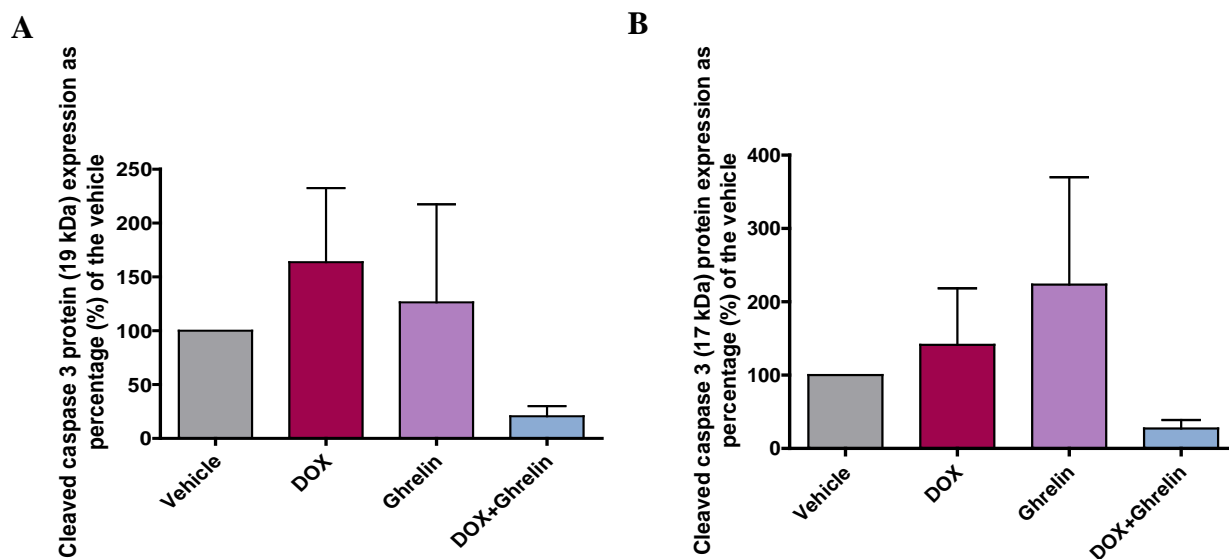 A
Cleaved caspase 3 protein (19 kDa) expression as
percentage (%) of the vehicle
250
200
150
100
50
0
Vehicle
DOX
Ghrelin
DOX+Ghrelin
B
Cleaved caspase 3 (17 kDa) protein expression as
percentage (%) of the vehicle
400
300
200
100
0
Vehicle
DOX
Ghrelin
DOX+Ghrelin